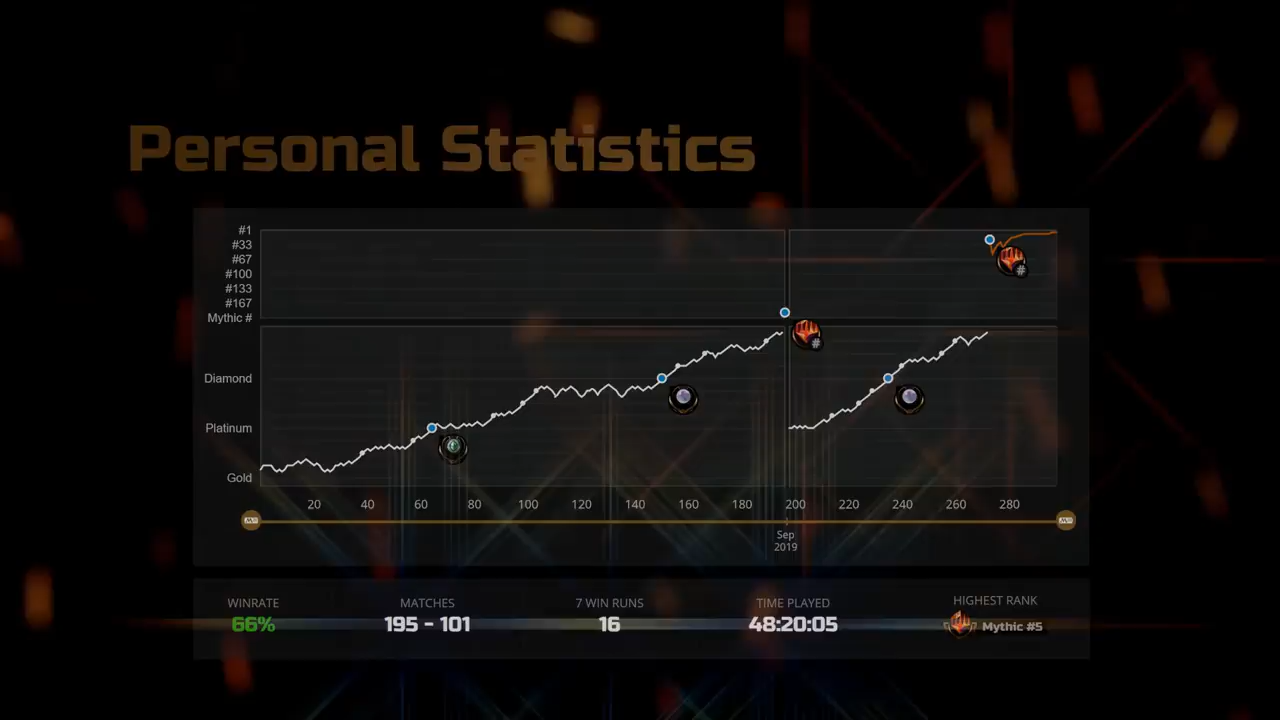 Personal Statistics
#1
#33
#67
#100
#133
#167
Mythic #
Diamond
Platinum
Gold
20 40 60 80 100 120 140 160 180 200 220 240 260 280
Sep
2019
WINRATE MATCHES 7 WIN RUNS TIME PLAYED HIGHEST RANK
66% 195 - 101 16 48:20:05 Mythic #5